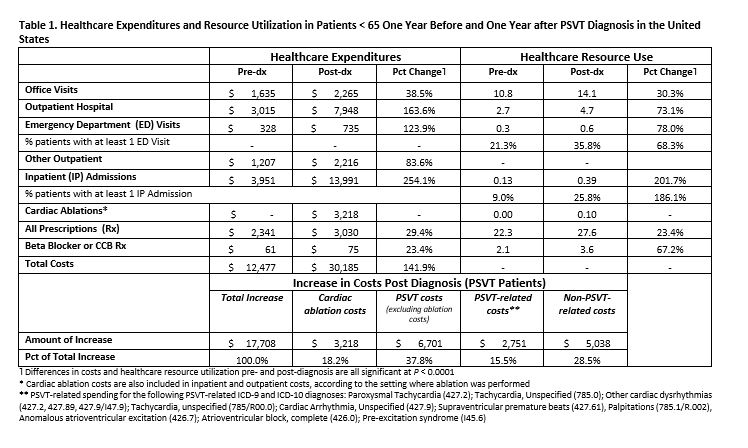 Table 1. Healthcare Expenditures and Resource Utilization in Patients < 65 One Year Before and One Year after PSVT Diagnosis in the United
States
Healthcare Expenditures Healthcare Resource Use
Pre-dx Post-dx Pct Change⁊ Pre-dx Post-dx Pct Change⁊
Office Visits $ 1,635 $ 2,265 38.5% 10.8 14.1 30.3%
Outpatient Hospital $ 3,015 $ 7,948 163.6% 2.7 4.7 73.1%
Emergency Department (ED) Visits $ 328 $ 735 123.9% 0.3 0.6 78.0%
% patients with at least 1 ED Visit - - - 21.3% 35.8% 68.3%
Other Outpatient $ 1,207 $ 2,216 83.6% - -
Inpatient (IP) Admissions $ 3,951 $ 13,991 254.1% 0.13 0.39 201.7%
% patients with at least 1 IP Admission 9.0% 25.8% 186.1%
Cardiac Ablations* $ - $ 3,218 - 0.00 0.10 -
All Prescriptions (Rx) $ 2,341 $ 3,030 29.4% 22.3 27.6 23.4%
Beta Blocker or CCB Rx $ 61 $ 75 23.4% 2.1 3.6 67.2%
Total Costs $ 12,477 $ 30,185 141.9% - - -
Increase in Costs Post Diagnosis (PSVT Patients)
Total Increase Cardiac PSVT costs PSVT-related Non-PSVT-
ablation costs (excluding ablation costs** related costs
costs)
Amount of Increase $ 17,708 $ 3,218 $ 6,701 $ 2,751 $ 5,038
Pct of Total Increase 100.0% 18.2% 37.8% 15.5% 28.5%
⁊ Differences in costs and healthcare resource utilization pre- and post-diagnosis are all significant at P < 0.0001
* Cardiac ablation costs are also included in inpatient and outpatient costs, according to the setting where ablation was performed
** PSVT-related spending for the following PSVT-related ICD-9 and ICD-10 diagnoses: Paroxysmal Tachycardia (427.2); Tachycardia, Unspecified (785.0); Other cardiac dysrhythmias
(427.2, 427.89, 427.9/I47.9); Tachycardia, unspecified (785/R00.0); Cardiac Arrhythmia, Unspecified (427.9); Supraventricular premature beats (427.61), Palpitations (785.1/R.002),
Anomalous atrioventricular excitation (426.7); Atrioventricular block, complete (426.0); Pre-excitation syndrome (I45.6)